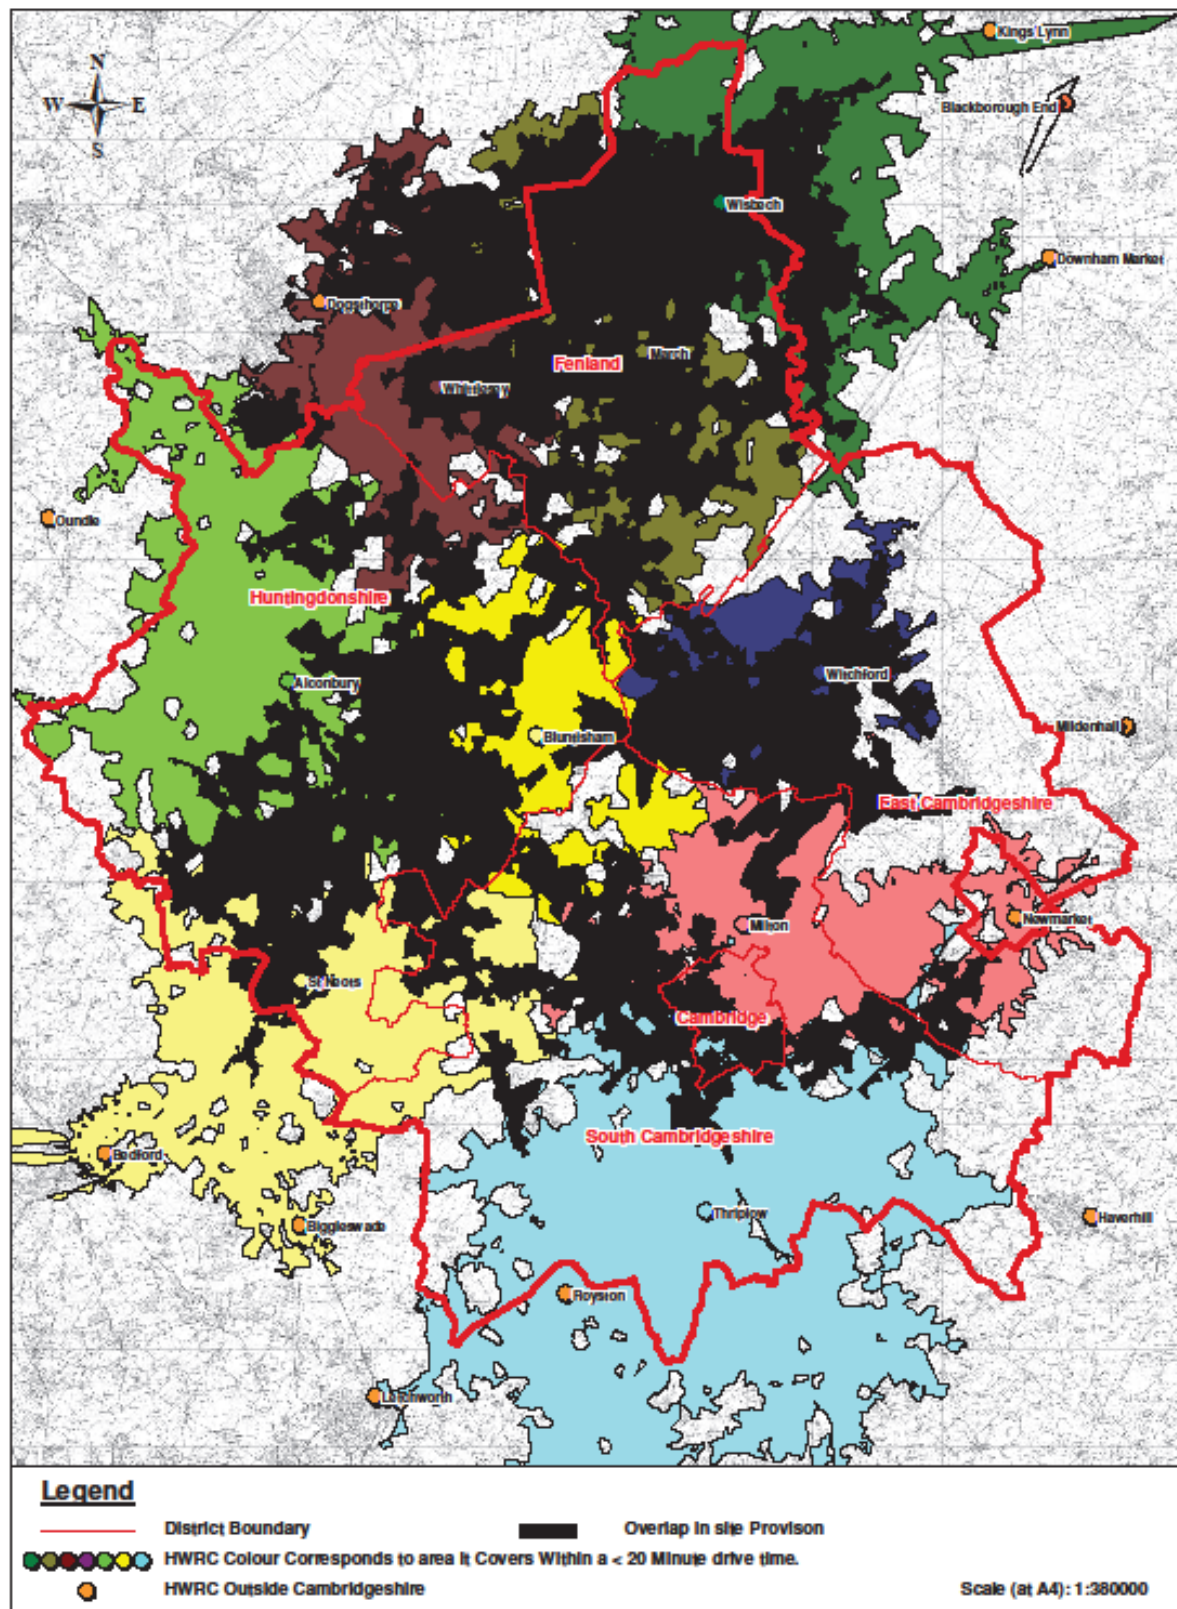 N
W E
S
Kings Lynn
Blackborough End
Wisbech
Downham Market
Dogsthorpe
March
Fenland
Whittlesey
Oundle
Huntingdonshire
Alconbury
Witchford
Mildenhall
Bluntisham
East Cambridgeshire
Newmarket
Milton
St Neots
Cambridge
South Cambridgeshire
Bedford
Thriplow
Haverhill
Biggleswade
Royston
Letchworth
Legend
District Boundary
Overlap in site Provison
HWRC Colour Corresponds to area it Covers Within a < 20 Minute drive time.
HWRC Outside Cambridgeshire
Scale (at A4): 1:380000